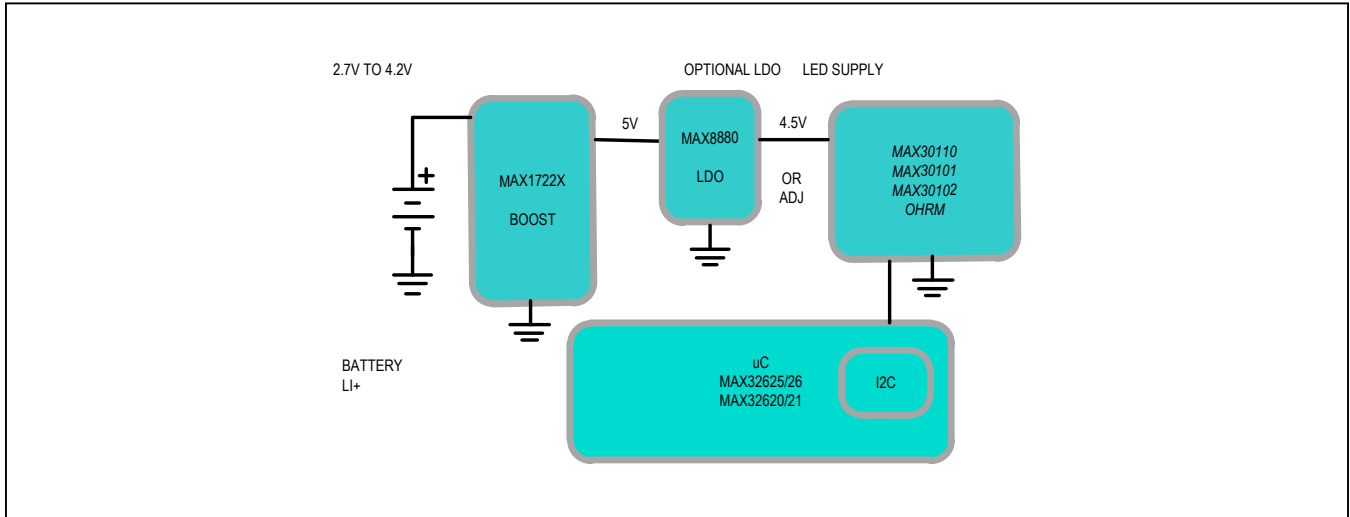 2.7V TO 4.2V
OPTIONAL LDO
LED SUPPLY
5V
4.5V
MAX8880
LDO
OR
ADJ
MAX1722X
BOOST
+
MAX30110
MAX30101
MAX30102
OHRM
BATTERY
LI+
uC
MAX32625/26
MAX32620/21
I2C